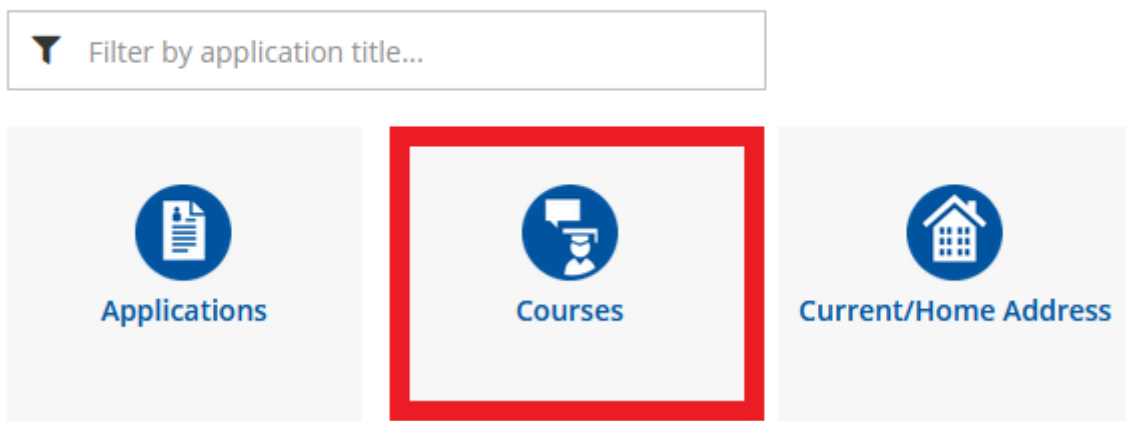 Filter by application title...
Applications
Courses
Current/Home Address